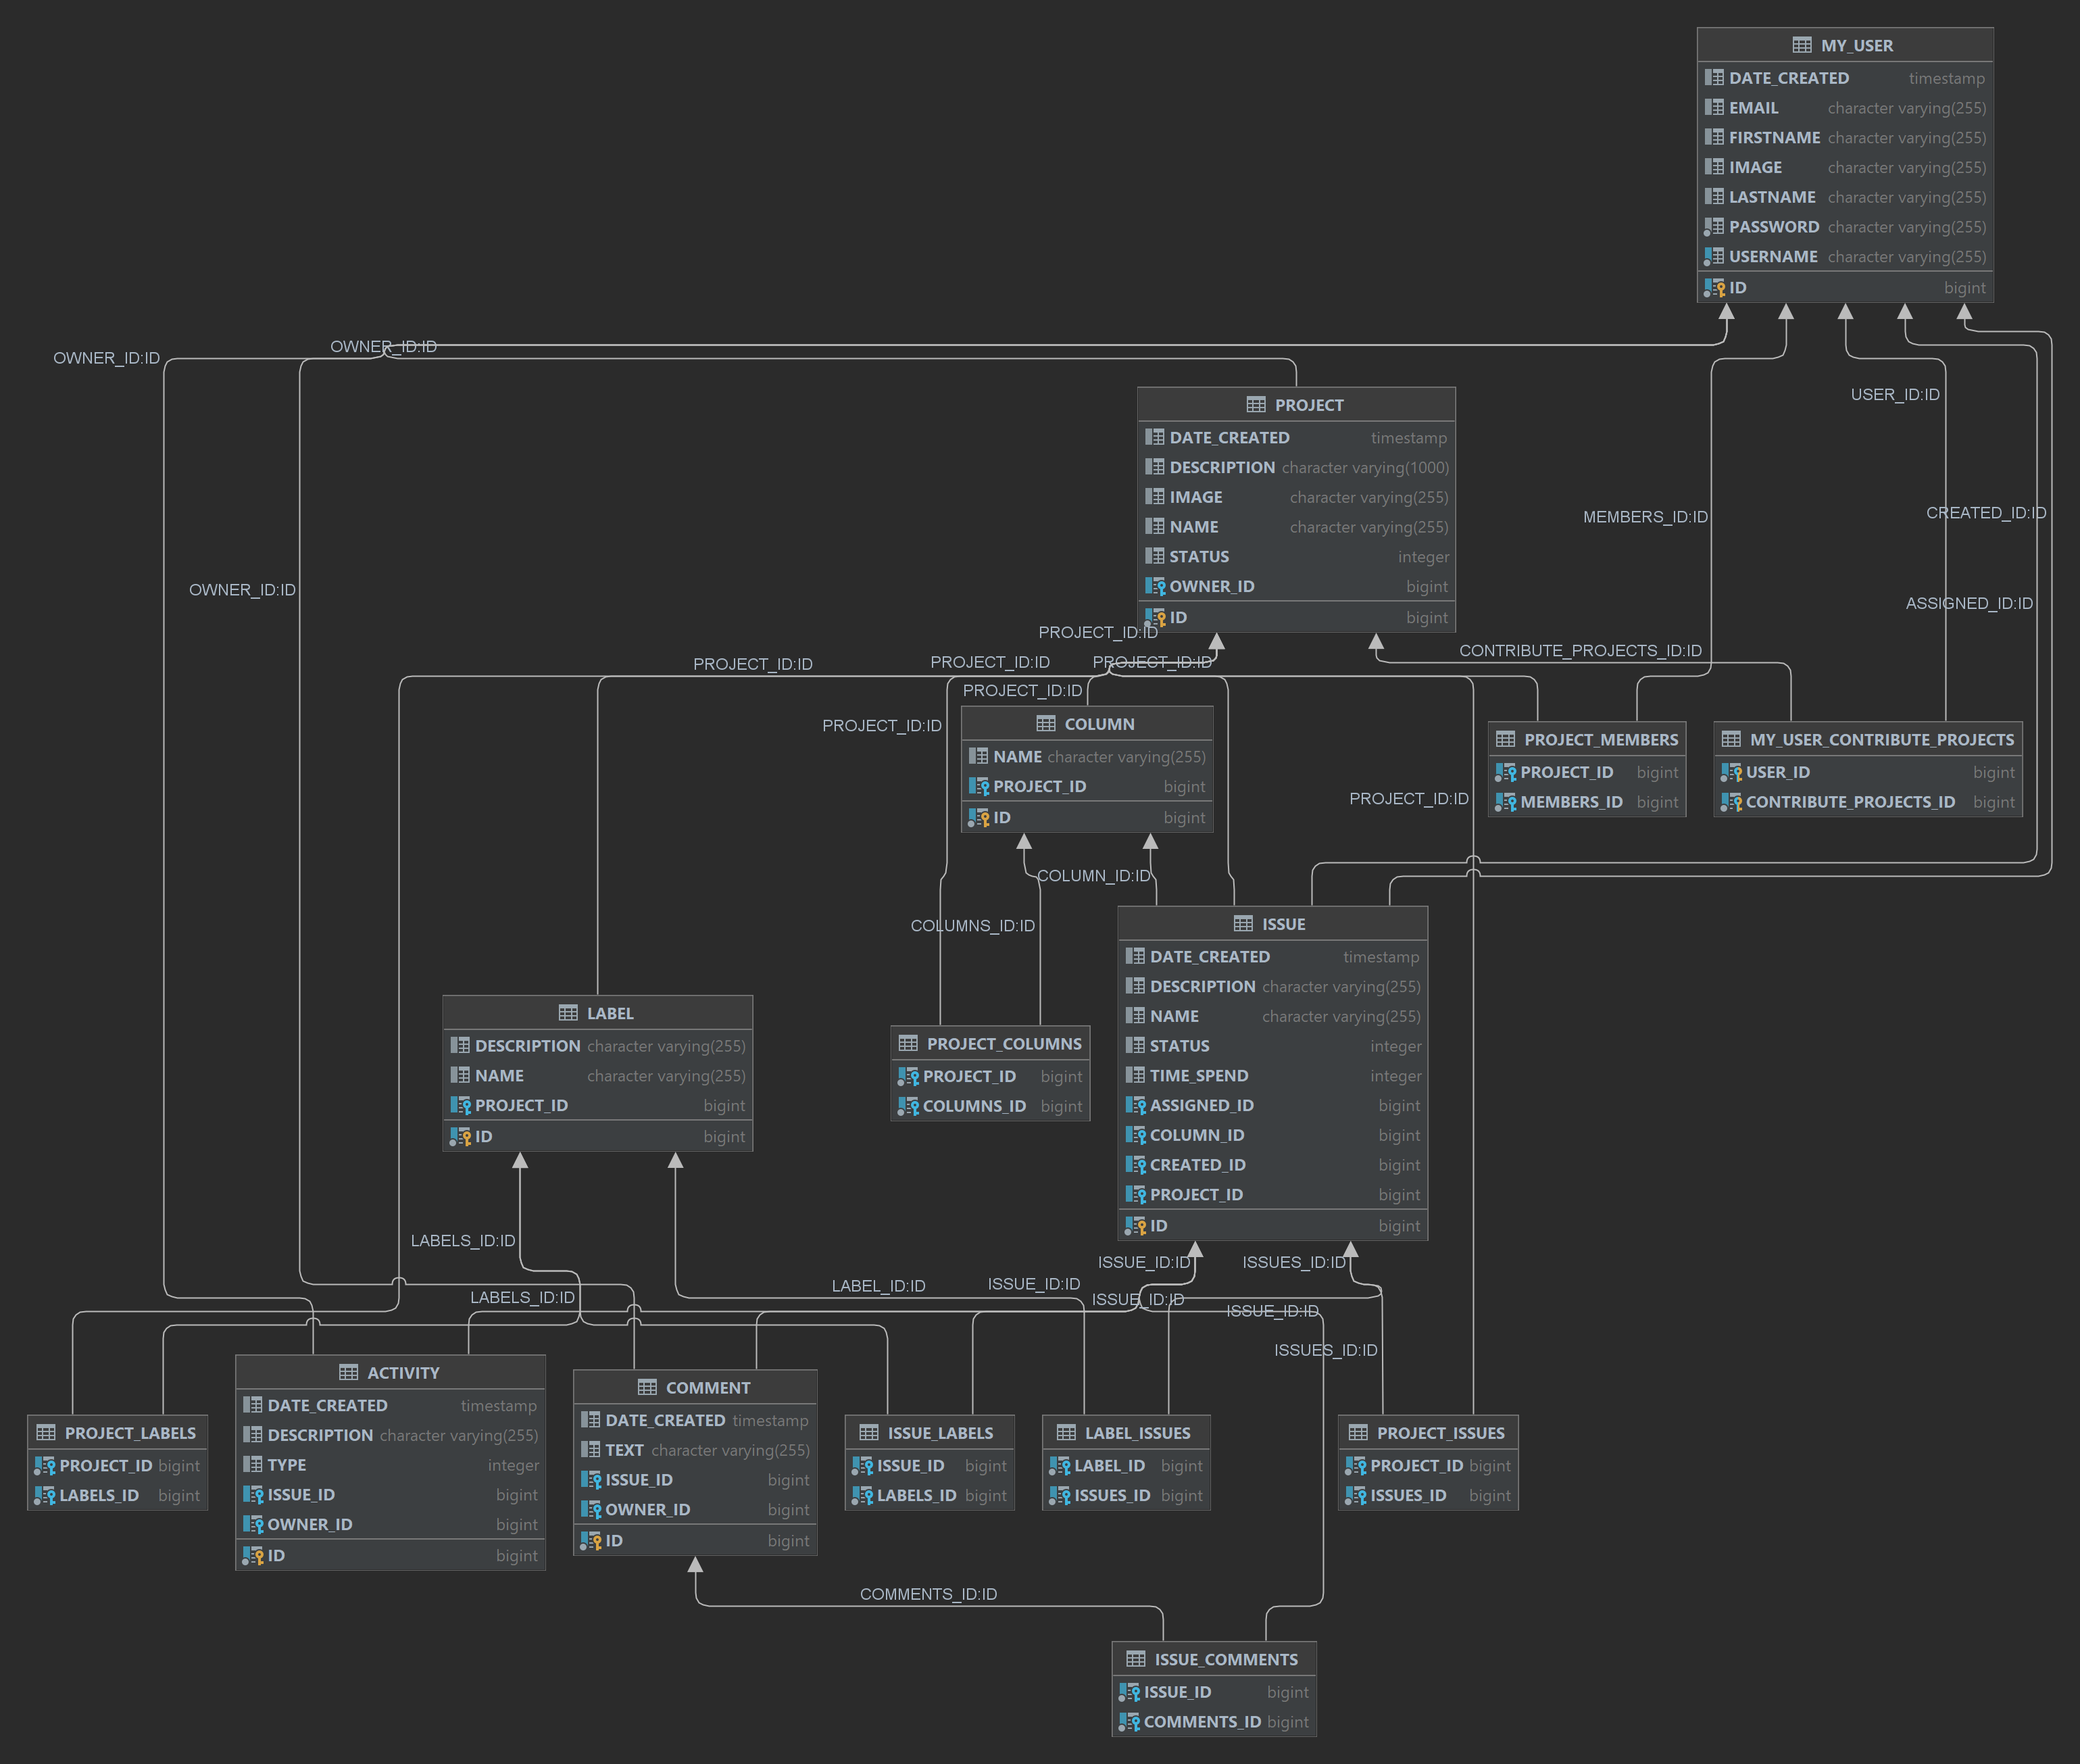 MY_USER
DATE_CREATED timestamp
EMAIL character varying(255)
FIRSTNAME character varying(255)
IMAGE character varying(255)
LASTNAME character varying(255)
PASSWORD character varying(255)
USERNAME character varying(255)
ID bigint
OWNER_ID:ID
OWNER_ID:ID
USER_ID:ID
PROJECT
DATE_CREATED timestamp
DESCRIPTION character varying(1000)
IMAGE character varying(255)
NAME character varying(255)
STATUS integer
OWNER_ID bigint
ID bigint
MEMBERS_ID:ID
CREATED_ID:ID
OWNER_ID:ID
ASSIGNED_ID:ID
PROJECT_ID:ID
CONTRIBUTE_PROJECTS_ID:ID
PROJECT_ID:ID
PROJECT_ID:ID
PROJECT_ID:ID
PROJECT_ID:ID
PROJECT_ID:ID
COLUMN
NAME character varying(255)
PROJECT_ID bigint
ID bigint
PROJECT_MEMBERS
PROJECT_ID bigint
MEMBERS_ID bigint
MY_USER_CONTRIBUTE_PROJECTS
USER_ID bigint
CONTRIBUTE_PROJECTS_ID bigint
PROJECT_ID:ID
COLUMN_ID:ID
COLUMNS_ID:ID
ISSUE
DATE_CREATED timestamp
DESCRIPTION character varying(255)
NAME character varying(255)
STATUS integer
TIME_SPEND integer
ASSIGNED_ID bigint
COLUMN_ID bigint
CREATED_ID bigint
PROJECT_ID bigint
ID bigint
LABEL
DESCRIPTION character varying(255)
NAME character varying(255)
PROJECT_ID bigint
ID bigint
PROJECT_COLUMNS
PROJECT_ID bigint
COLUMNS_ID bigint
LABELS_ID:ID
ISSUE_ID:ID
ISSUES_ID:ID
LABEL_ID:ID
ISSUE_ID:ID
LABELS_ID:ID
ISSUE_ID:ID
ISSUE_ID:ID
ISSUES_ID:ID
PROJECT_LABELS
PROJECT_ID bigint
LABELS_ID bigint
ACTIVITY
DATE_CREATED timestamp
DESCRIPTION character varying(255)
TYPE integer
ISSUE_ID bigint
OWNER_ID bigint
ID bigint
COMMENT
DATE_CREATED timestamp
TEXT character varying(255)
ISSUE_ID bigint
OWNER_ID bigint
ID bigint
ISSUE_LABELS
ISSUE_ID bigint
LABELS_ID bigint
LABEL_ISSUES
LABEL_ID bigint
ISSUES_ID bigint
PROJECT_ISSUES
PROJECT_ID bigint
ISSUES_ID bigint
COMMENTS_ID:ID
ISSUE_COMMENTS
ISSUE_ID bigint
COMMENTS_ID bigint